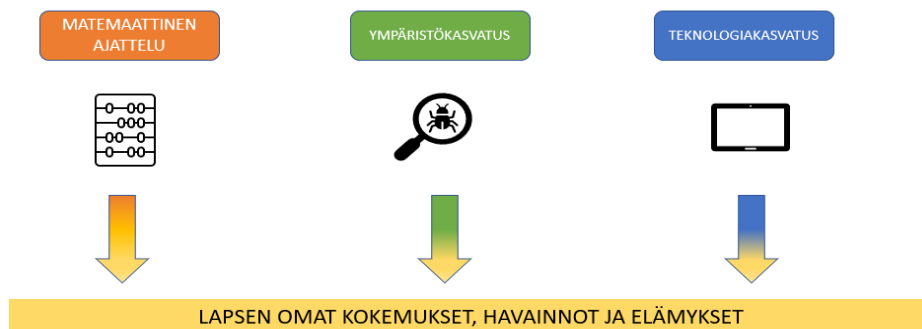 MATEMAATTINEN
AJATTELU
YMPÄRISTÖKASVATUS
TEKNOLOGIAKASVATUS
LAPSEN OMAT KOKEMUKSET, HAVAINNOT JA ELÄMYKSET